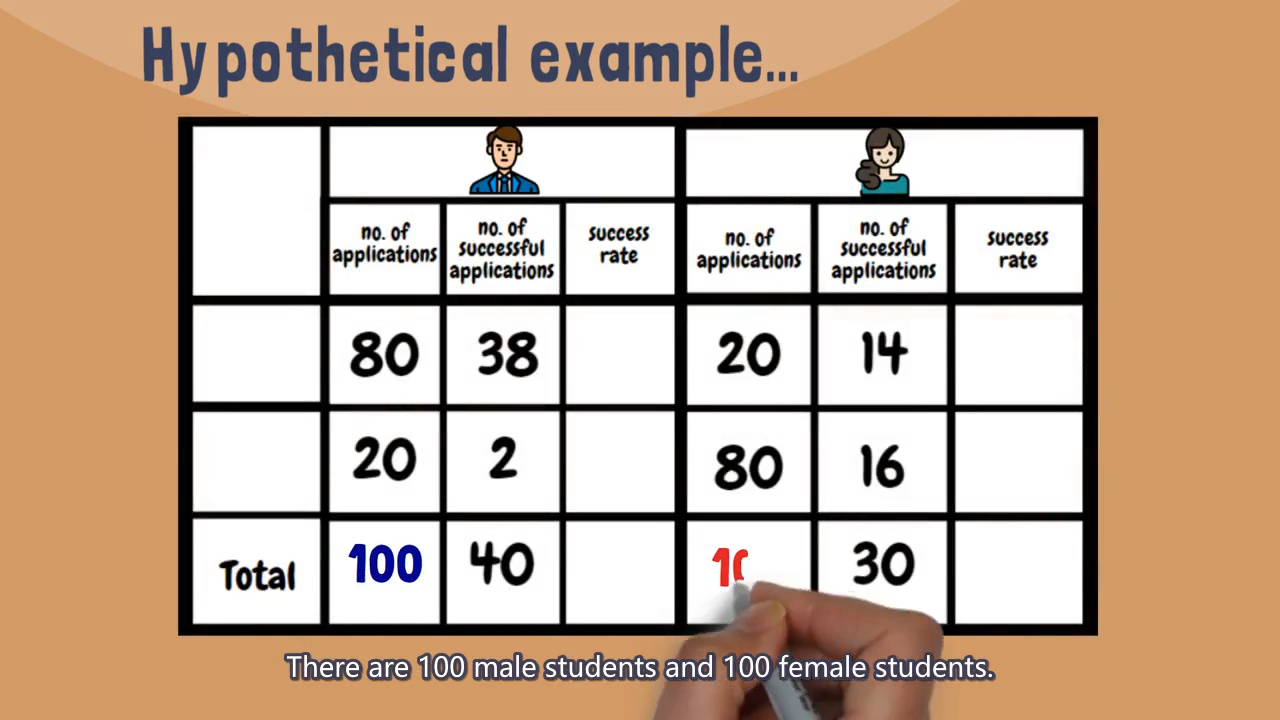 Hypothetical example...
no. of applications
no. of successful applications
success rate
no. of applications
no. of successful applications
success rate
80 38 20 14
20 2 80 16
Total 100 40 10 30
There are 100 male students and 100 female students.